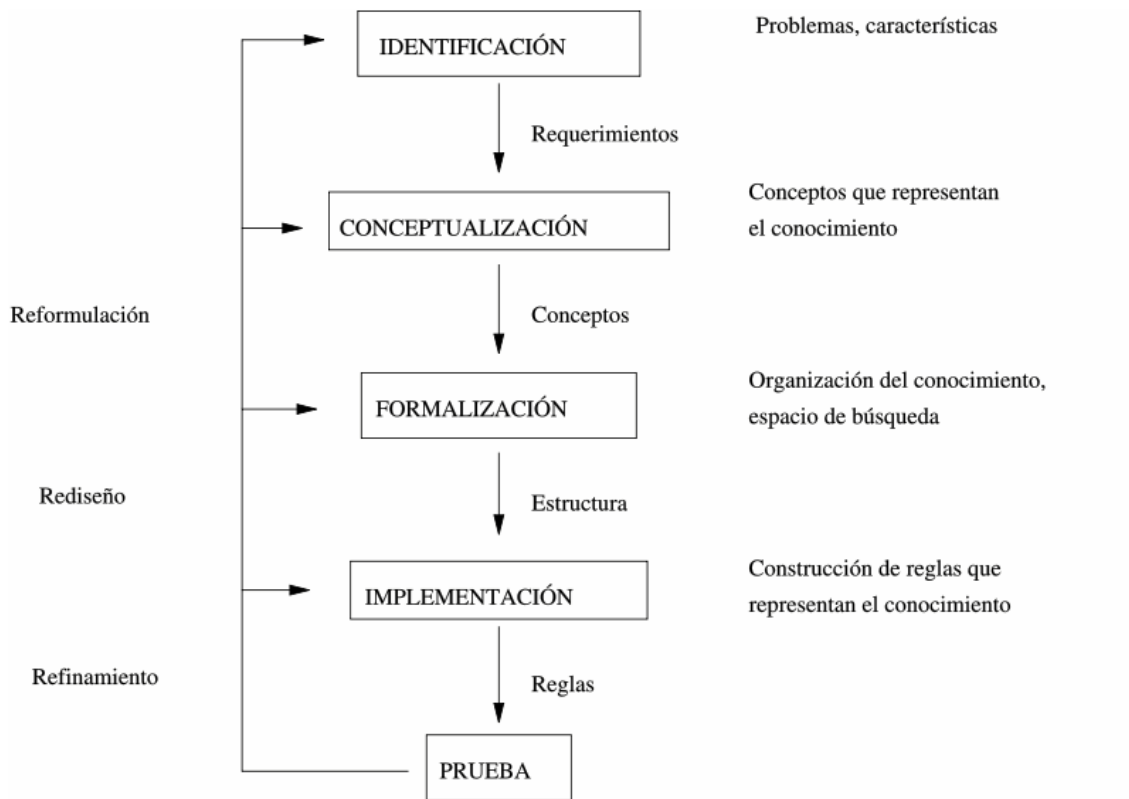 IDENTIFICACIÓN
Problemas, características
Requerimientos
CONCEPTUALIZACIÓN
Conceptos que representan
el conocimiento
Reformulación
Conceptos
FORMALIZACIÓN
Organización del conocimiento,
espacio de búsqueda
Rediseño
Estructura
IMPLEMENTACIÓN
Construcción de reglas que
representan el conocimiento
Refinamiento
Reglas
PRUEBA